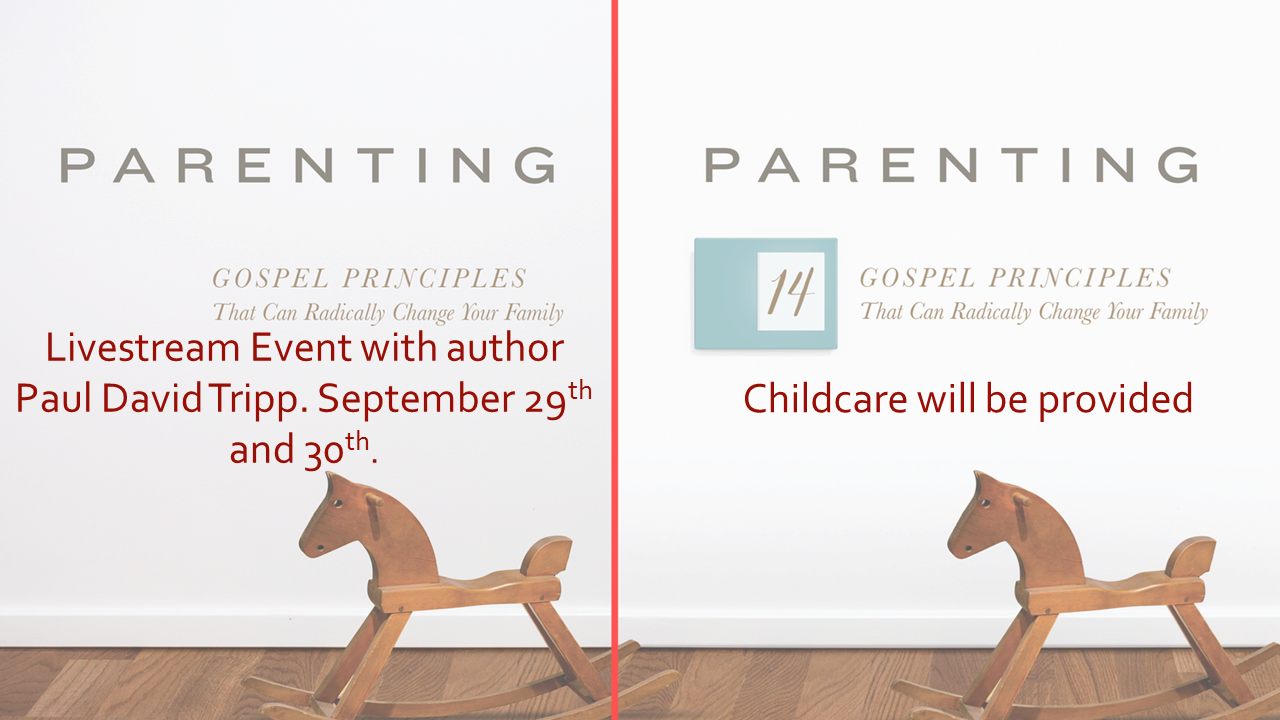 PARENTING
GOSPEL PRINCIPLES
That Can Radically Change Your Family
Livestream Event with author
Paul David Tripp. September 29th
and 30th.
PARENTING
14
GOSPEL PRINCIPLES
That Can Radically Change Your Family
Childcare will be provided